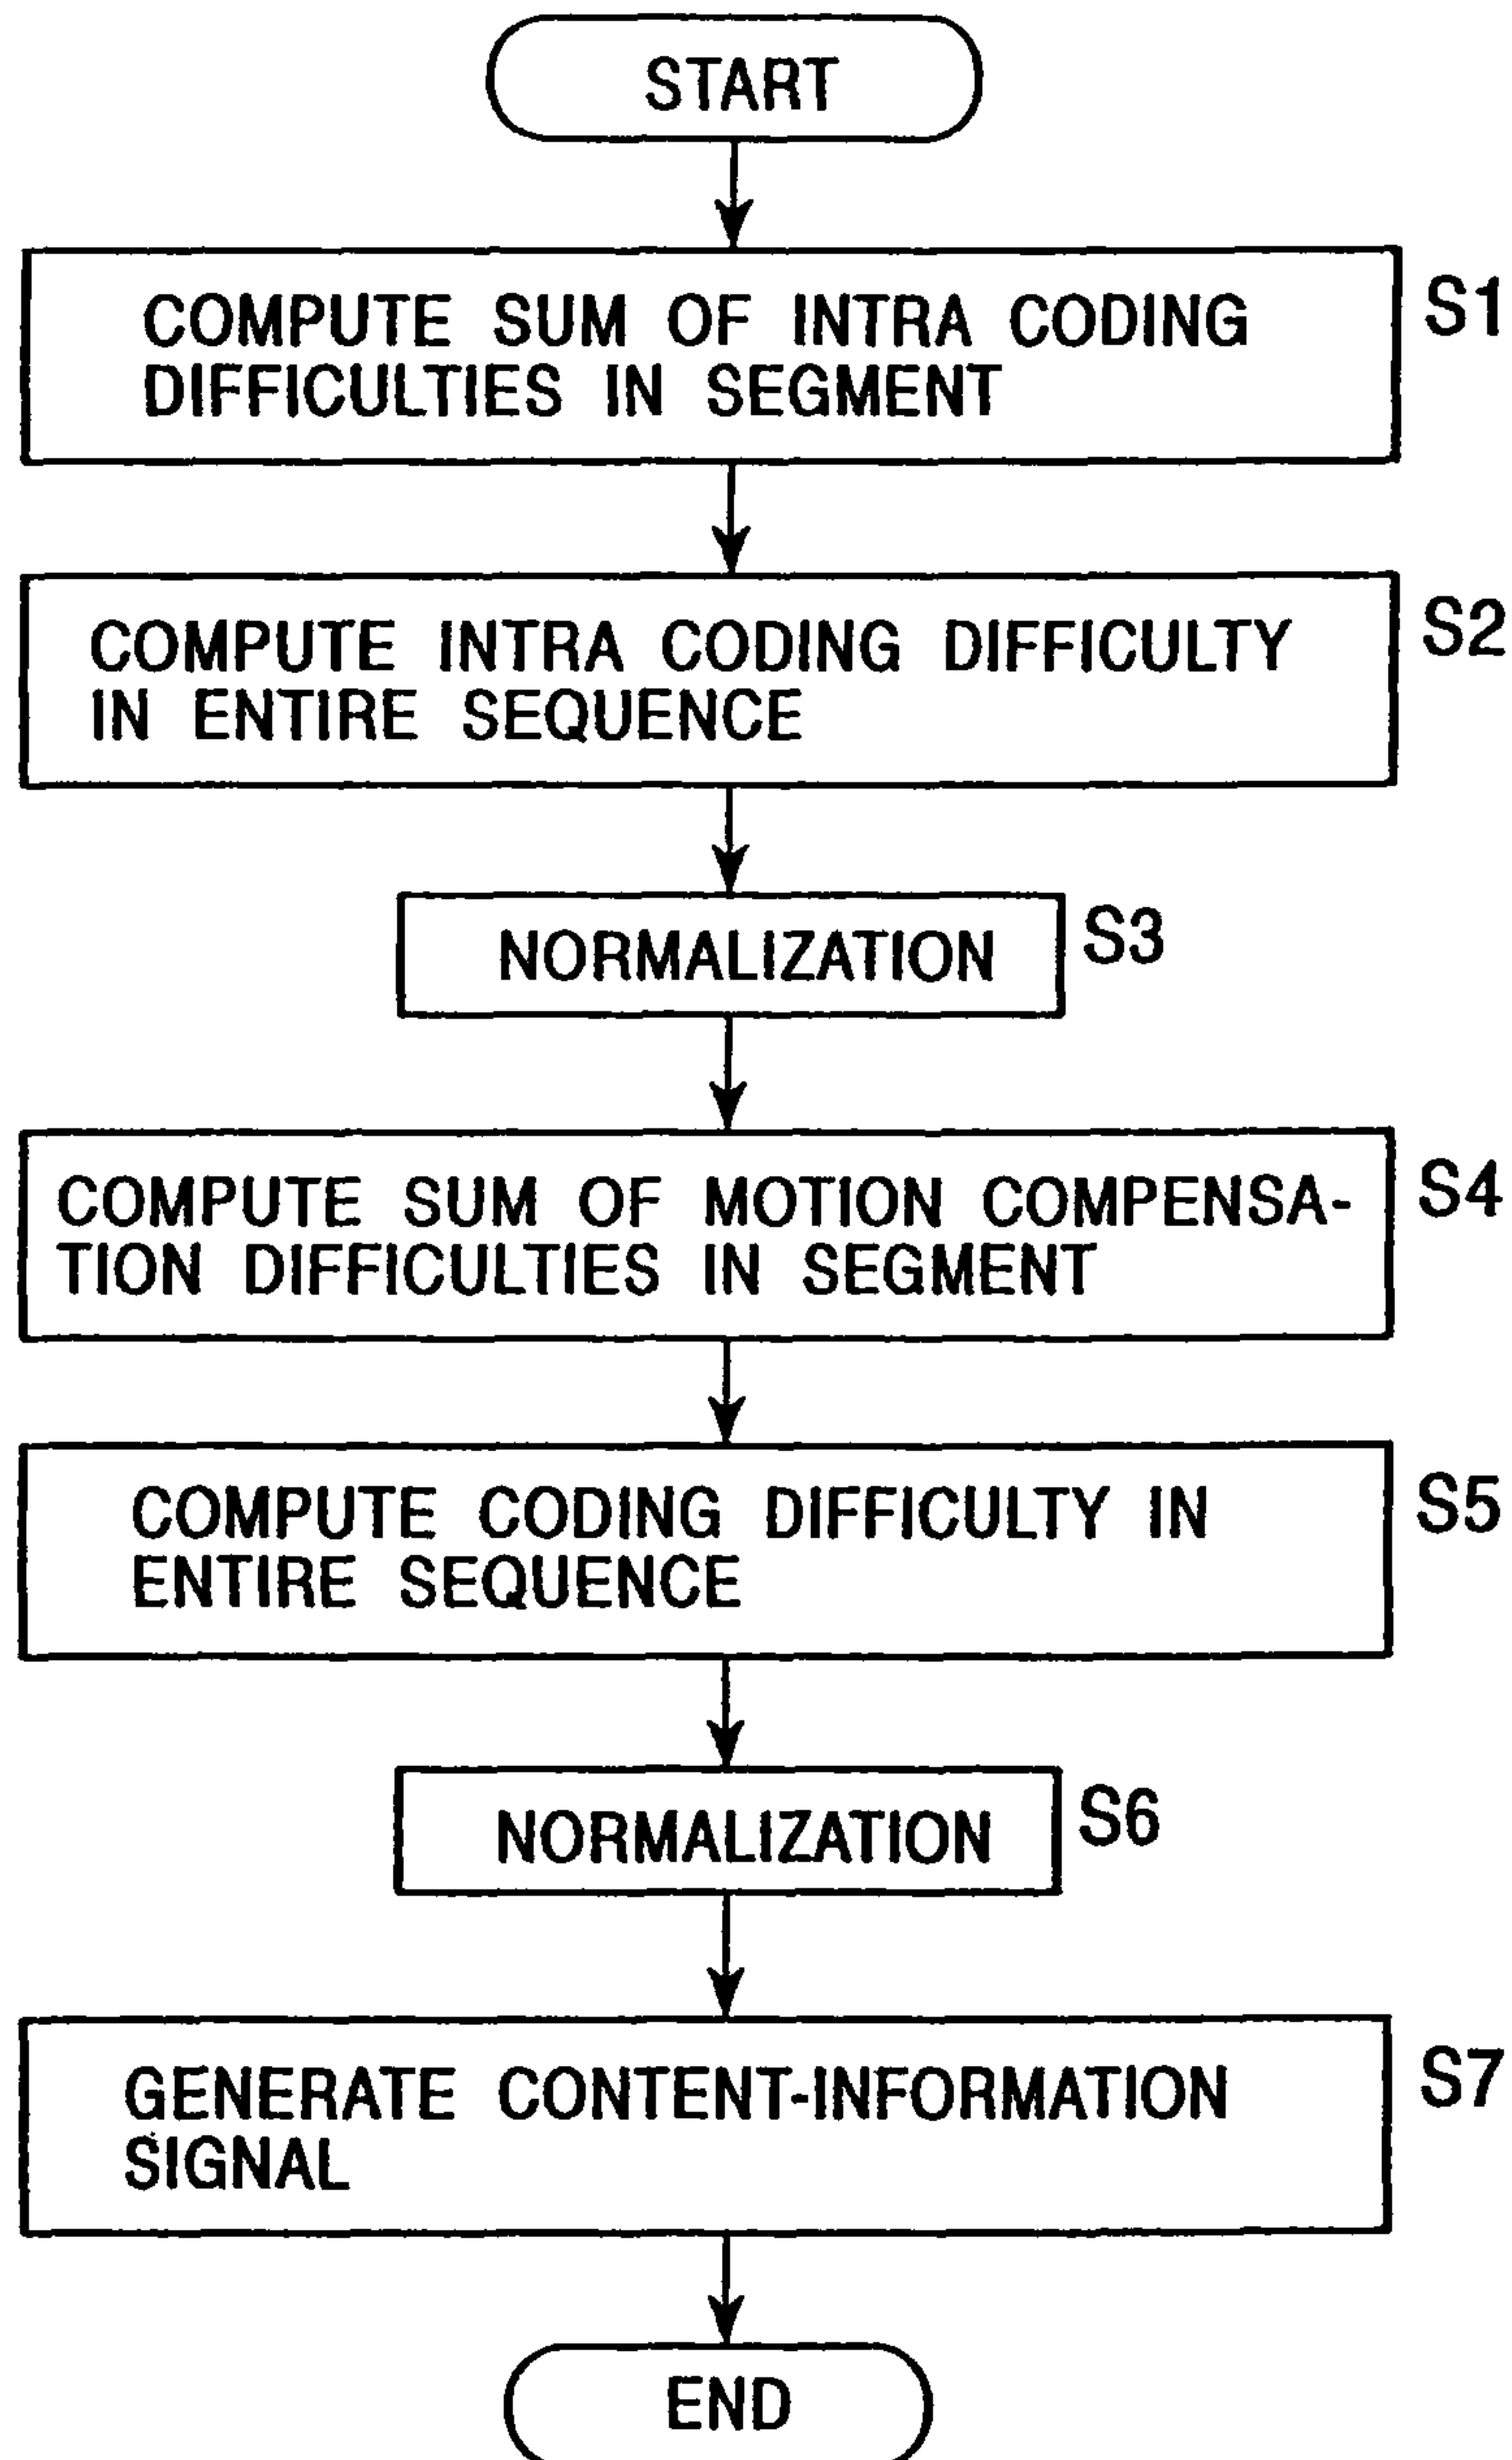 START
COMPUTE SUM OF INTRA CODING
DIFFICULTIES IN SEGMENT
S1
COMPUTE INTRA CODING DIFFICULTY
IN ENTIRE SEQUENCE
S2
NORMALIZATION
S3
COMPUTE SUM OF MOTION COMPENSA-
TION DIFFICULTIES IN SEGMENT
S4
COMPUTE CODING DIFFICULTY IN
ENTIRE SEQUENCE
S5
NORMALIZATION
S6
GENERATE CONTENT-INFORMATION
SIGNAL
S7
END